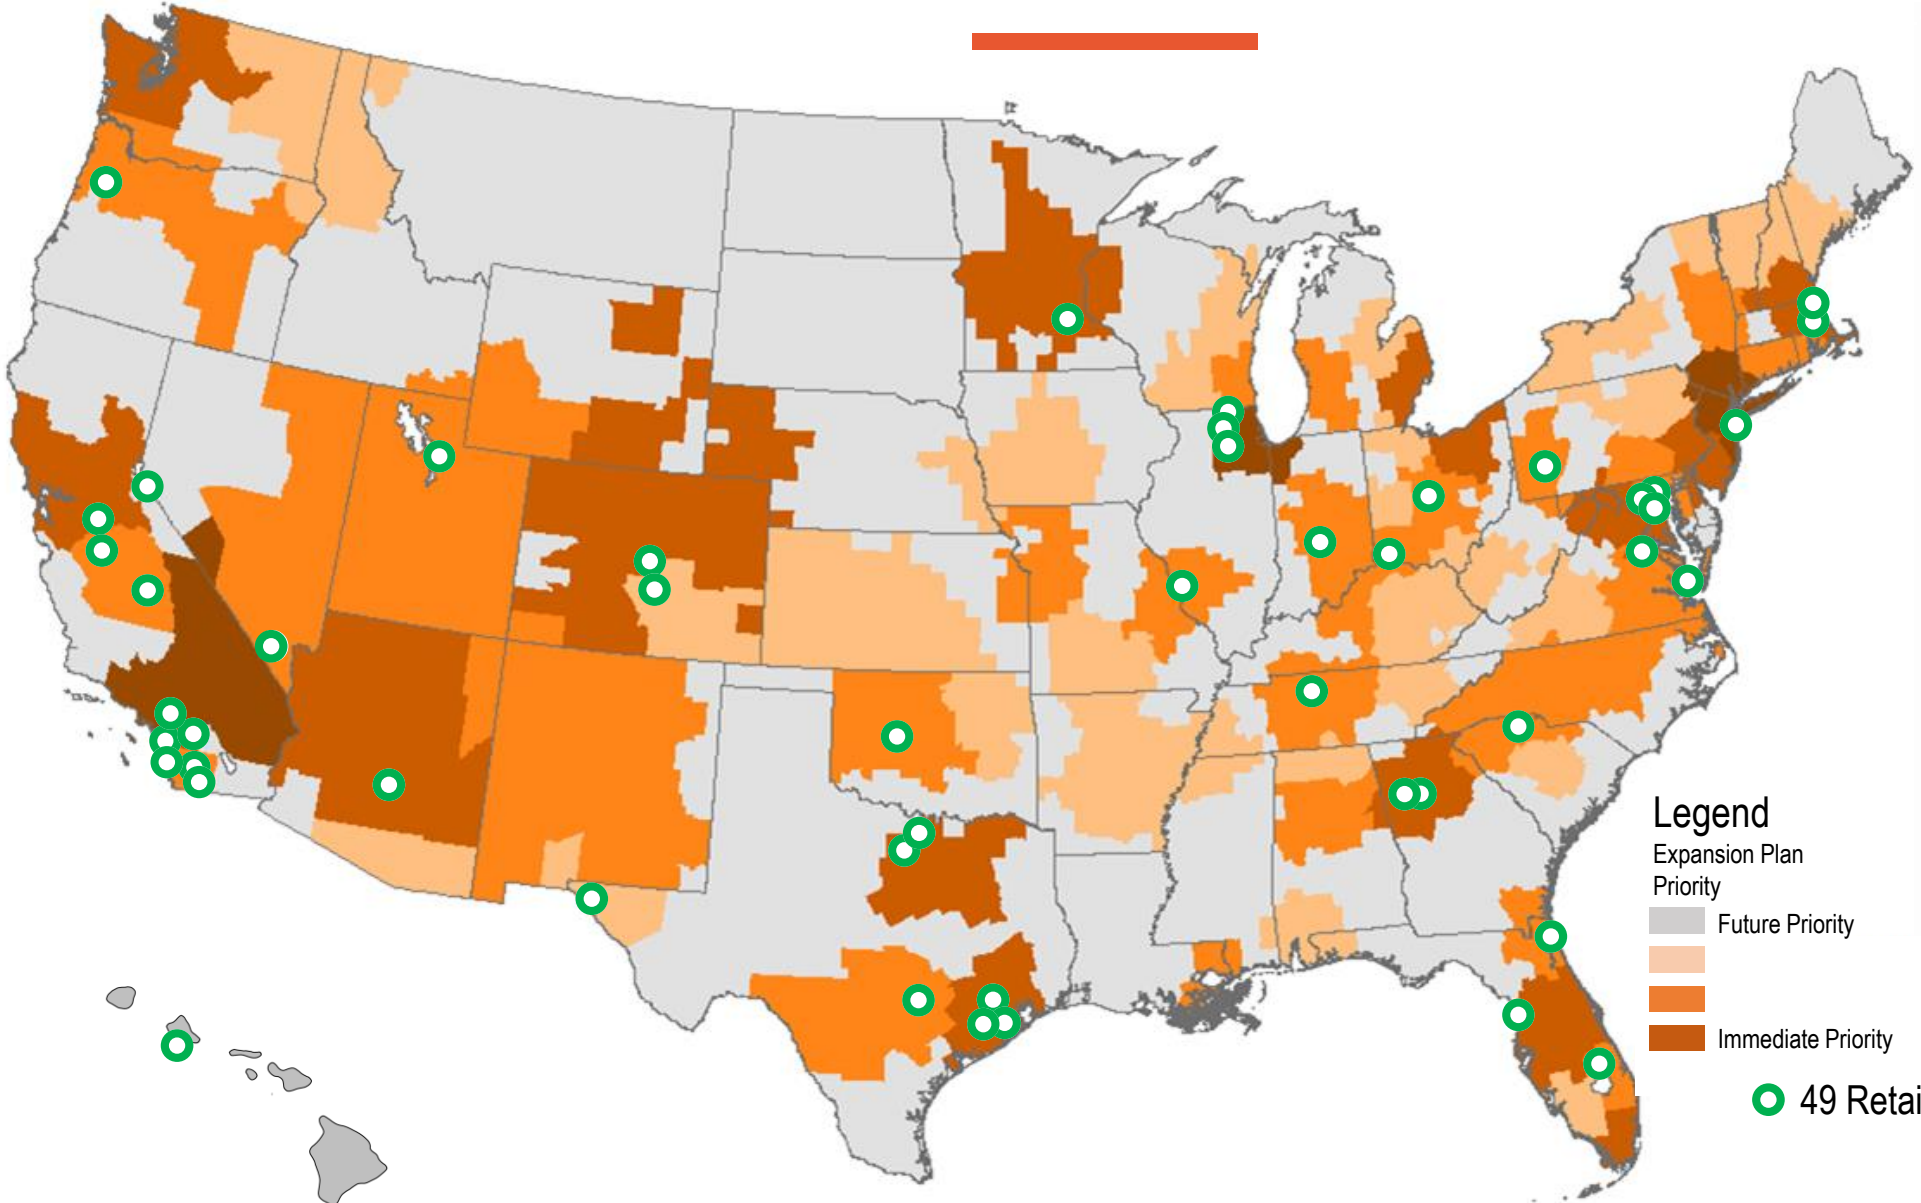 Legend
Expansion Plan
Priority
Future Priority
Immediate Priority
49 Retai